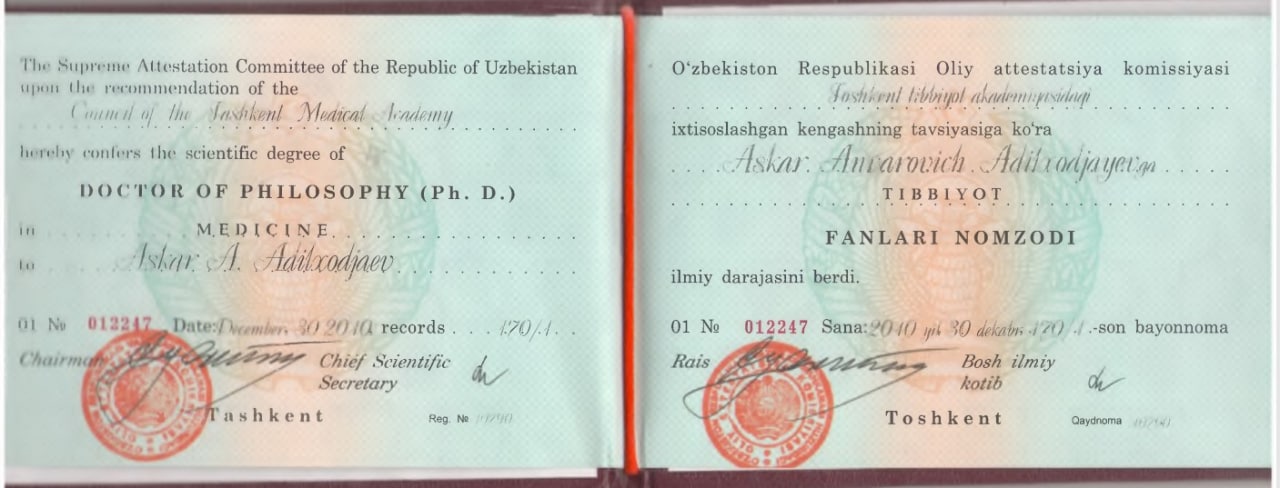 The Supreme Attestation Committee of the Republic of Uzbekistan
upon the recommendation of the
Council of the Tashkent Medical Academy
hereby confers the scientific degree of
DOCTOR OF PHILOSOPHY (Ph. D.)
in MEDICINE
to Askar A. Adilxodjaev
01 № 012247 Date: December, 30 2010 records 170/1.
Chairman Chief Scientific
Secretary
Tashkent Reg. №
O‘zbekiston Respublikasi Oliy attestatsiya komissiyasi
Toshkent tibbiyot akademiyasidagi
ixtisoslashgan kengashning tavsiyasiga ko‘ra
Askar Anvarovich Adilxodjayevga
TIBBIYOT
FANLARI NOMZODI
ilmiy darajasini berdi.
01 № 012247 Sana: 2010 yil 30 dekabr 170/1.-son bayonnoma
Rais Bosh ilmiy
kotib
Toshkent Qaydnoma